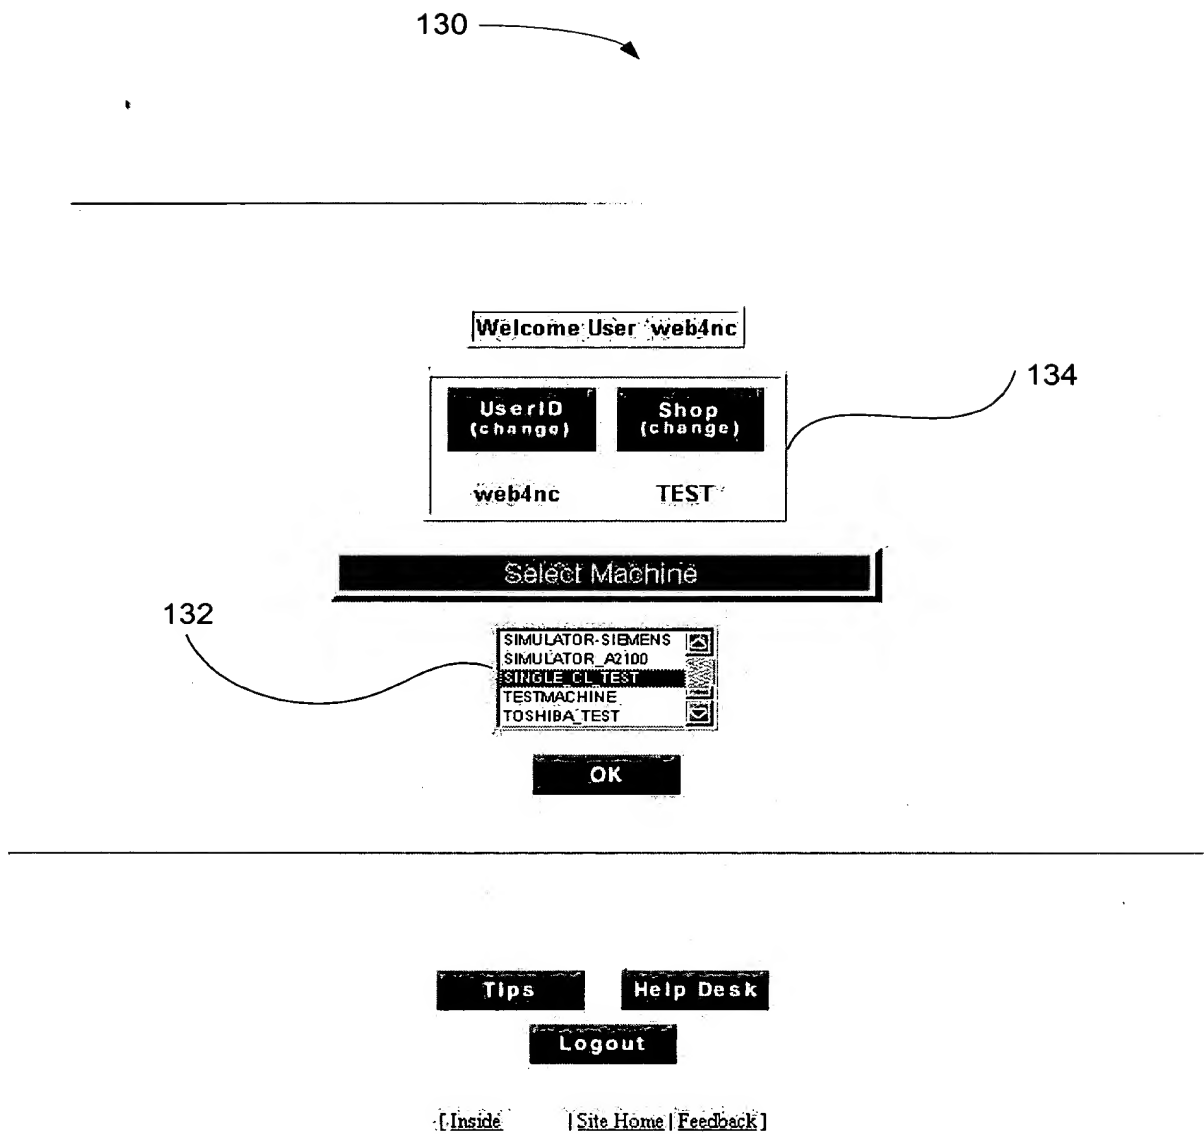 130
Welcome User web4nc
134
UserID (change)
Shop (change)
web4nc TEST
Select Machine
132
SIMULATOR-SIEMENS
SIMULATOR_A2100
SINGLE_CL_TEST
TESTMACHINE
TOSHIBA_TEST
OK
Tips Help Desk
Logout
[ Inside | Site Home | Feedback ]